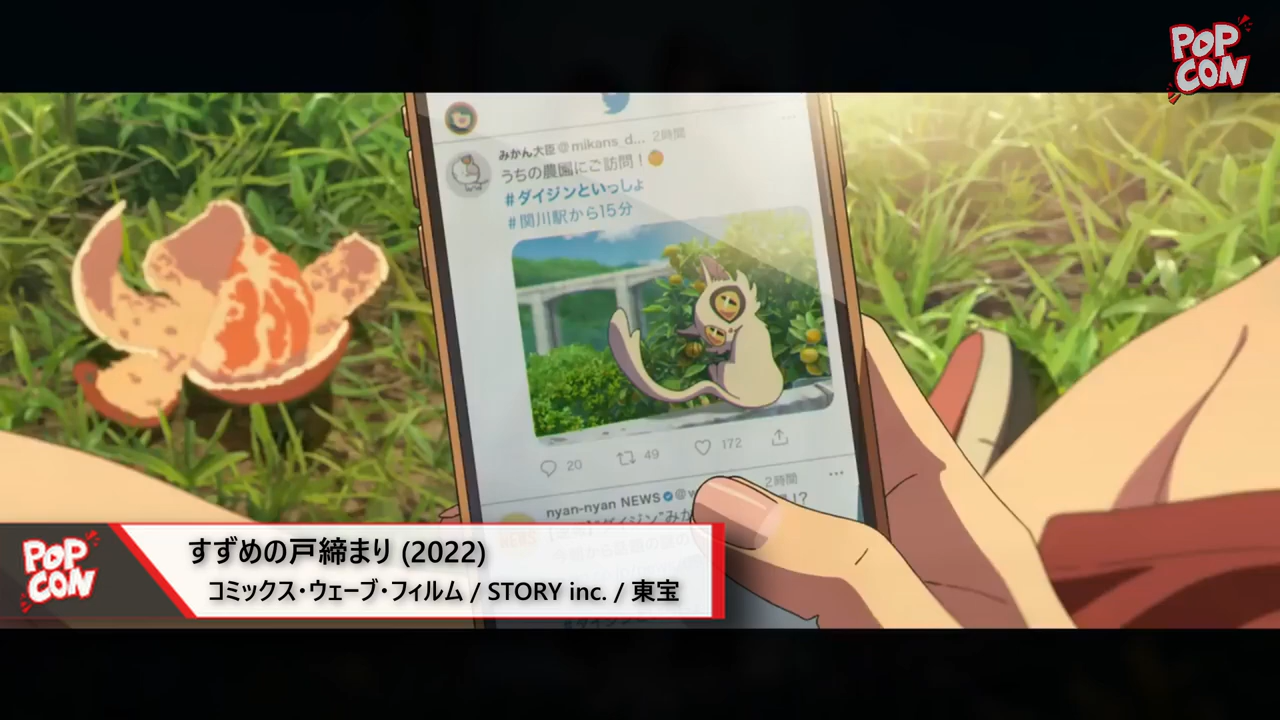 POP CON
みかん大臣 @mikans_d... 2時間
うちの農園にご訪問！
#ダイジンといっしょ
#関川駅から15分
20 49 172
nyan-nyan NEWS 2時間
POP CON
すずめの戸締まり (2022)
コミックス・ウェーブ・フィルム / STORY inc. / 東宝